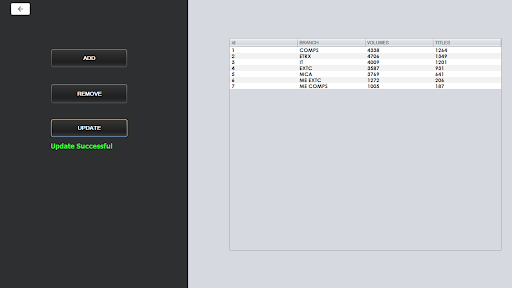 ADD
REMOVE
UPDATE
Update Successful
id BRANCH VOLUMES TITLES
1 COMPS 4338 1264
2 ETRX 4706 1349
3 IT 4009 1201
4 EXTC 3587 931
5 MCA 3769 641
6 ME EXTC 1272 206
7 ME COMPS 1005 187